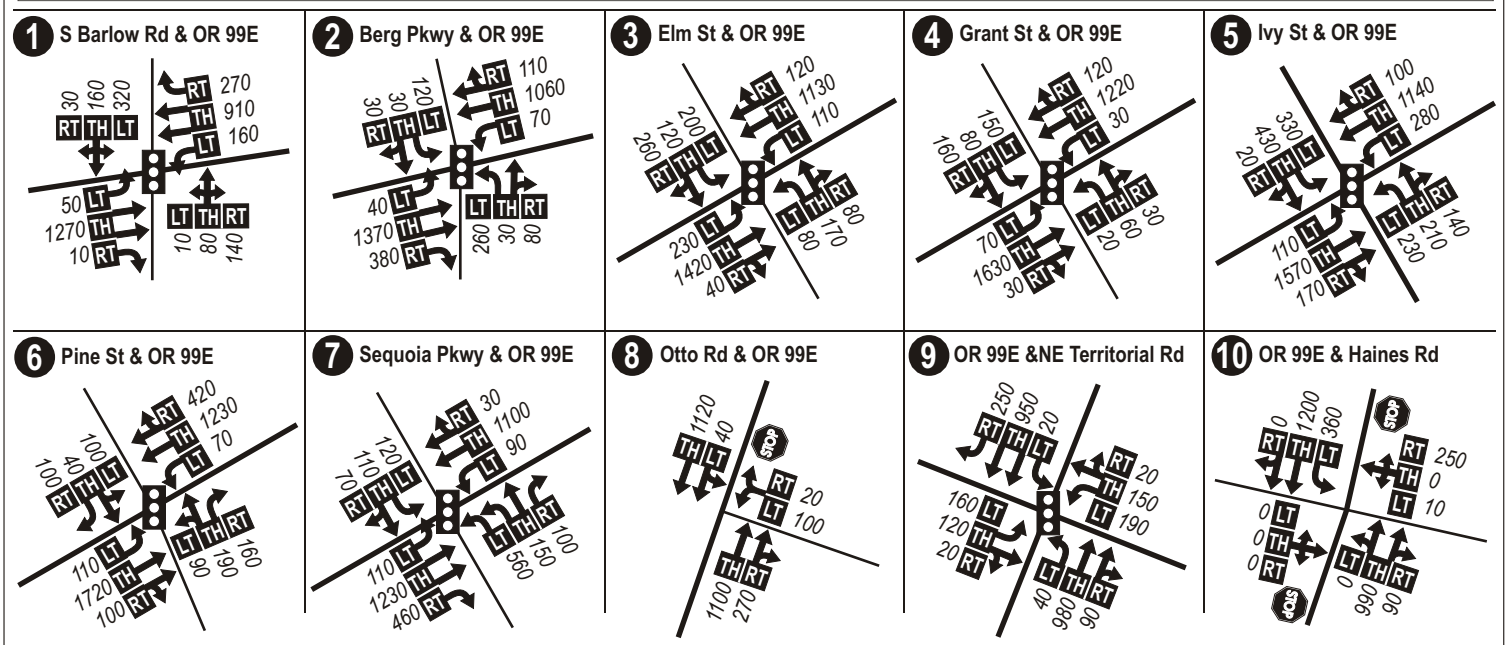 1 S Barlow Rd & OR 99E
30 160 320
RT TH LT
RT 270
TH 910
LT 160
50 LT
1270 TH
10 RT
LT TH RT
10 80 140
2 Berg Pkwy & OR 99E
30 30 120
RT TH LT
RT 110
TH 1060
LT 70
40 LT
1370 TH
380 RT
LT TH RT
260 30 80
3 Elm St & OR 99E
260 120 200
RT TH LT
RT 120
TH 1130
LT 110
230 LT
1420 TH
40 RT
LT TH RT
80 170 80
4 Grant St & OR 99E
160 80 150
RT TH LT
RT 120
TH 1220
LT 30
70 LT
1630 TH
30 RT
LT TH RT
20 60 30
5 Ivy St & OR 99E
20 430 330
RT TH LT
RT 100
TH 1140
LT 280
110 LT
1570 TH
170 RT
LT TH RT
230 210 140
6 Pine St & OR 99E
100 40 100
RT TH LT
RT 420
TH 1230
LT 70
110 LT
1720 TH
100 RT
LT TH RT
90 190 160
7 Sequoia Pkwy & OR 99E
70 110 120
RT TH LT
RT 30
TH 1100
LT 90
110 LT
1230 TH
460 RT
LT TH RT
560 150 100
8 Otto Rd & OR 99E
1120 40
TH LT
STOP
RT 20
LT 100
TH RT
1100 270
9 OR 99E &NE Territorial Rd
250 950 20
RT TH LT
RT 20
TH 150
LT 190
160 LT
120 TH
20 RT
LT TH RT
40 980 90
10 OR 99E & Haines Rd
0 1200 360
RT TH LT
STOP
RT 250
TH 0
LT 10
0 LT
0 TH
0 RT
STOP
LT TH RT
0 990 90